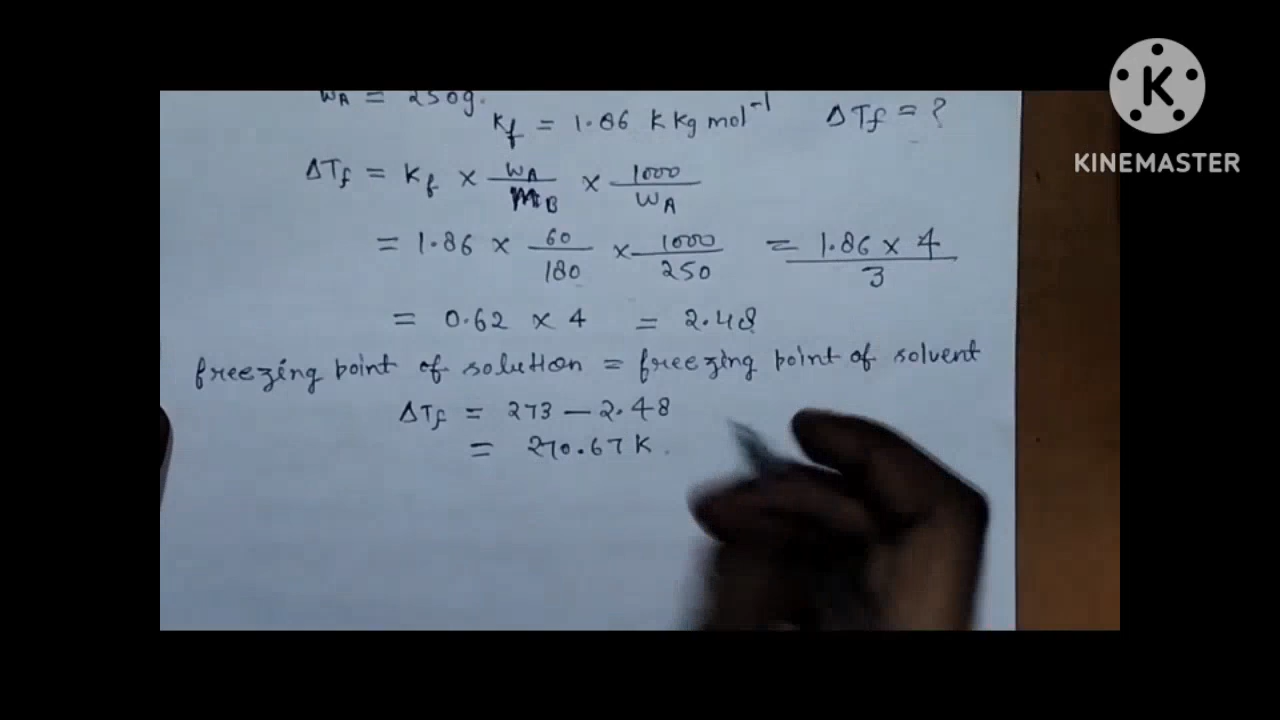 WA = 250g.
Kf = 1.86 K Kg mol⁻¹ ΔTf = ?
K
KINEMASTER
ΔTf = Kf × WA/MB × 1000/WA
= 1.86 × 60/180 × 1000/250 = 1.86 × 4/3
= 0.62 × 4 = 2.48
freezing point of solution = freezing point of solvent
ΔTf = 273 – 2.48
= 270.67 K.